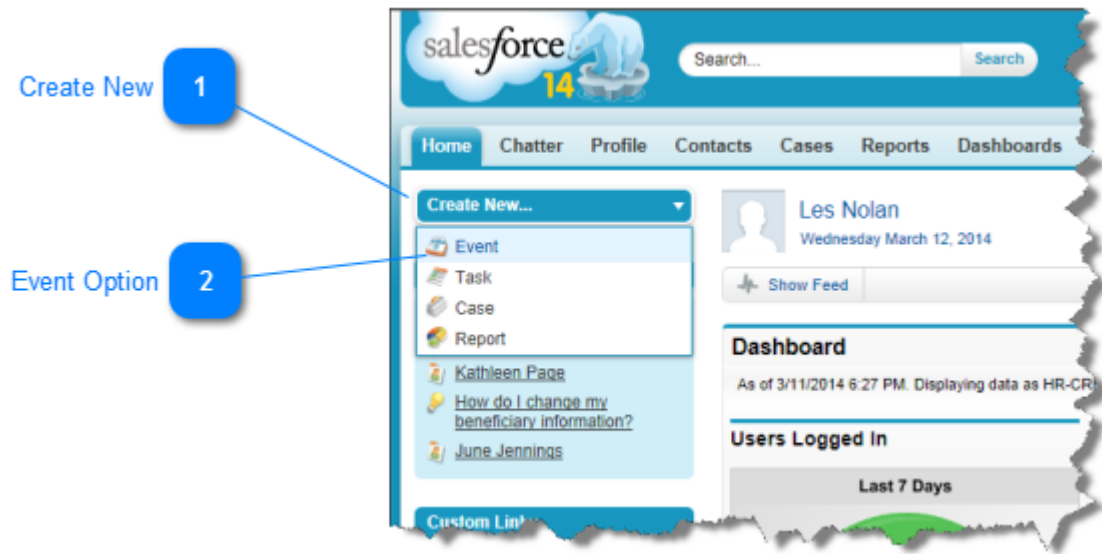 Create New 1
Event Option 2
salesforce
14
Search...
Search
Home Chatter Profile Contacts Cases Reports Dashboards
Create New...
Event
Task
Case
Report
Kathleen Page
How do I change my
beneficiary information?
June Jennings
Custom Lin
Les Nolan
Wednesday March 12, 2014
Show Feed
Dashboard
As of 3/11/2014 6:27 PM. Displaying data as HR-CR
Users Logged In
Last 7 Days